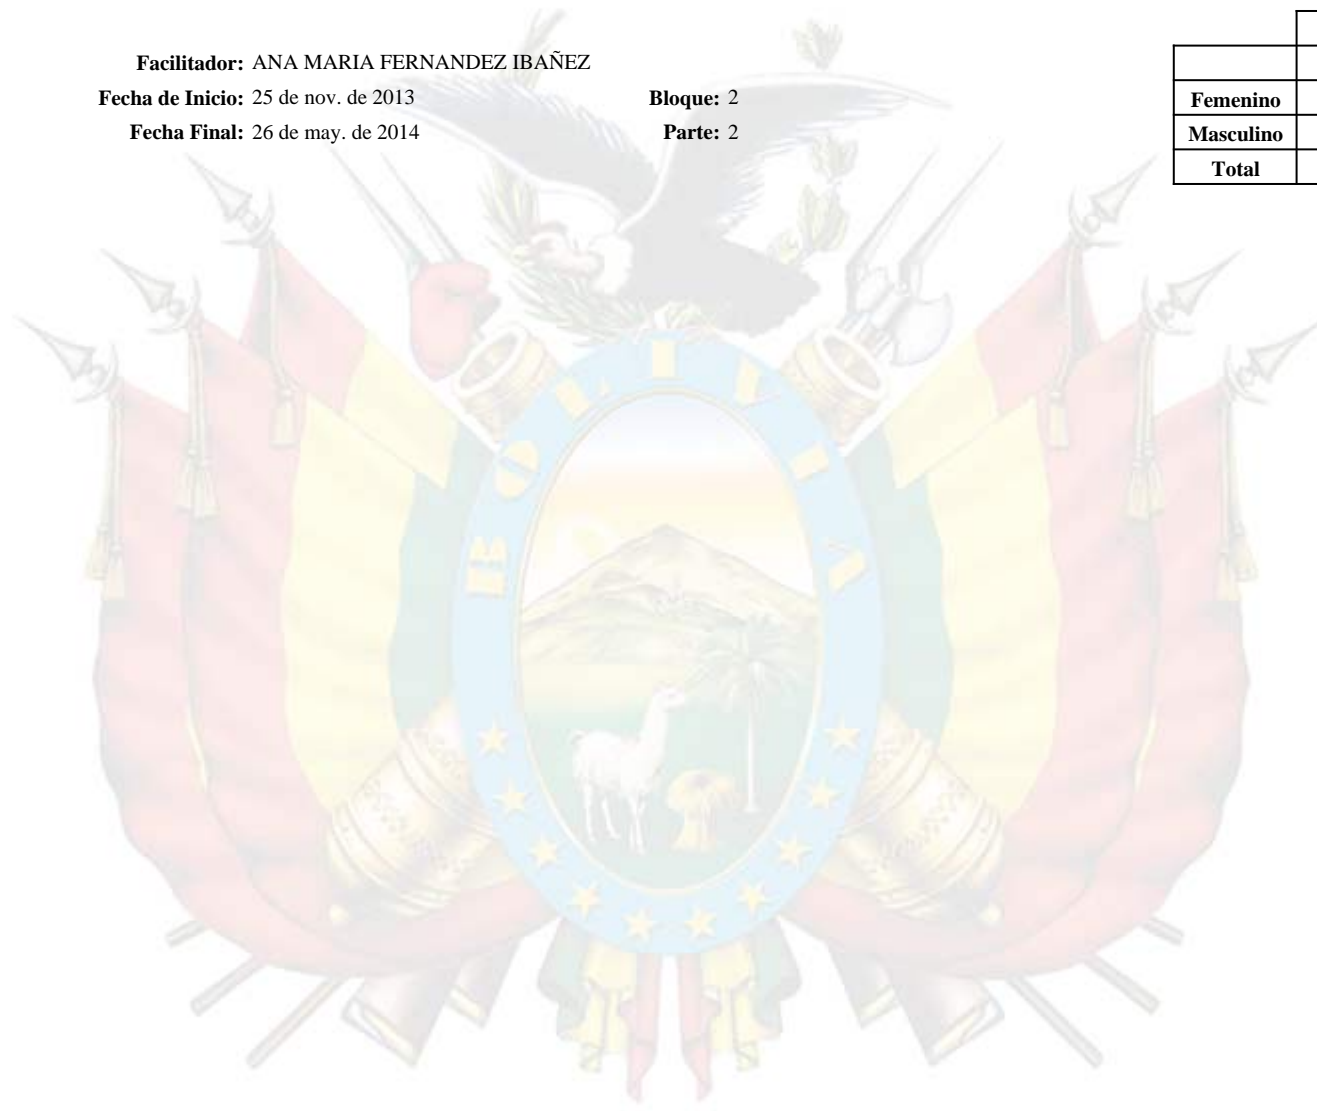 Facilitador: ANA MARIA FERNANDEZ IBAÑEZ
Fecha de Inicio: 25 de nov. de 2013 Bloque: 2
Fecha Final: 26 de may. de 2014 Parte: 2
Femenino
Masculino
Total
BOLIVIA